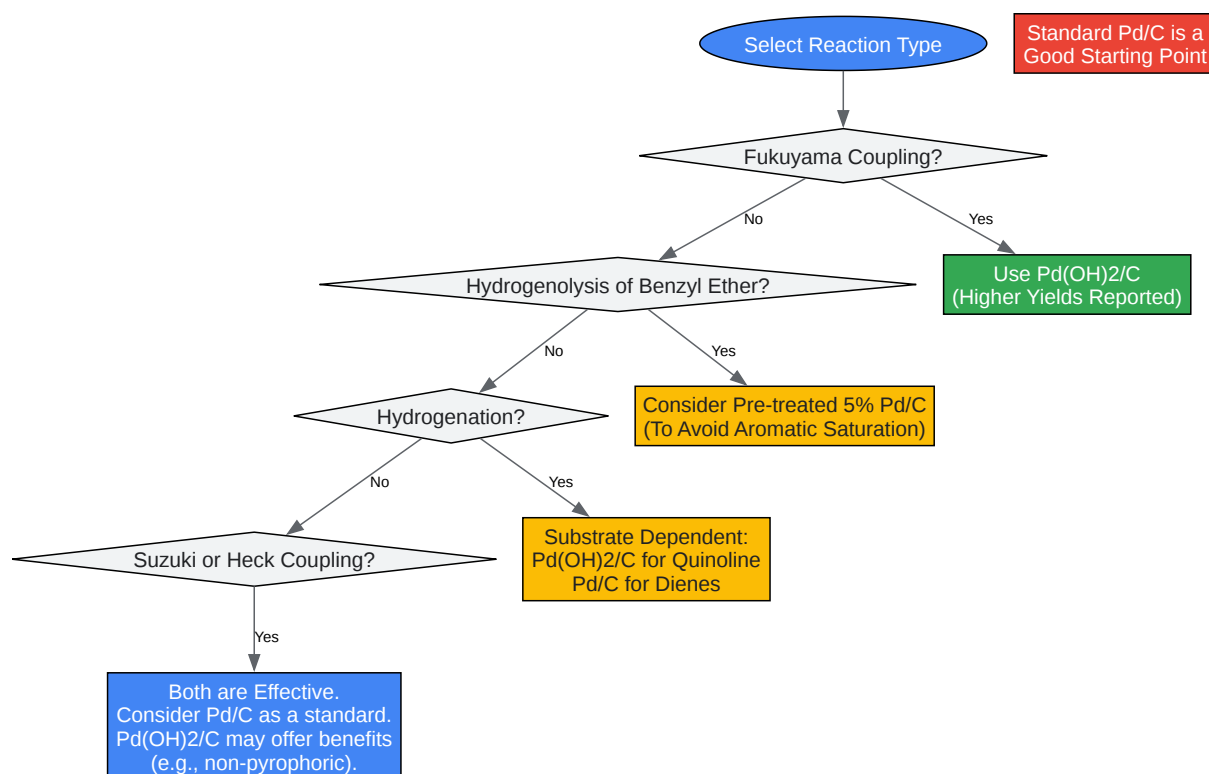 Select Reaction Type
Standard Pd/C is a
Good Starting Point
Fukuyama Coupling?
No
Yes
Hydrogenolysis of Benzyl Ether?
Use Pd(OH)2/C
(Higher Yields Reported)
No
Yes
Hydrogenation?
Consider Pre-treated 5% Pd/C
(To Avoid Aromatic Saturation)
No
Yes
Suzuki or Heck Coupling?
Substrate Dependent:
Pd(OH)2/C for Quinoline
Pd/C for Dienes
Yes
Both are Effective.
Consider Pd/C as a standard.
Pd(OH)2/C may offer benefits
(e.g., non-pyrophoric).